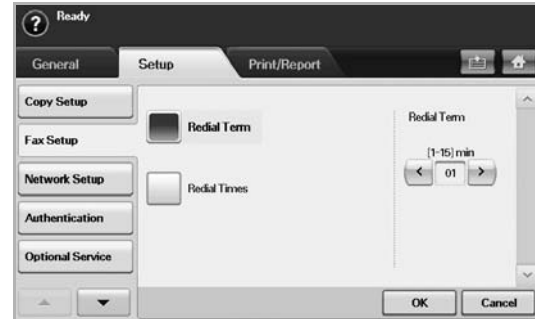 ? Ready
General Setup Print/Report
Copy Setup
Fax Setup
Network Setup
Authentication
Optional Service
Redial Term
Redial Times
Redial Term
[1-15] min
< 01 >
OK Cancel